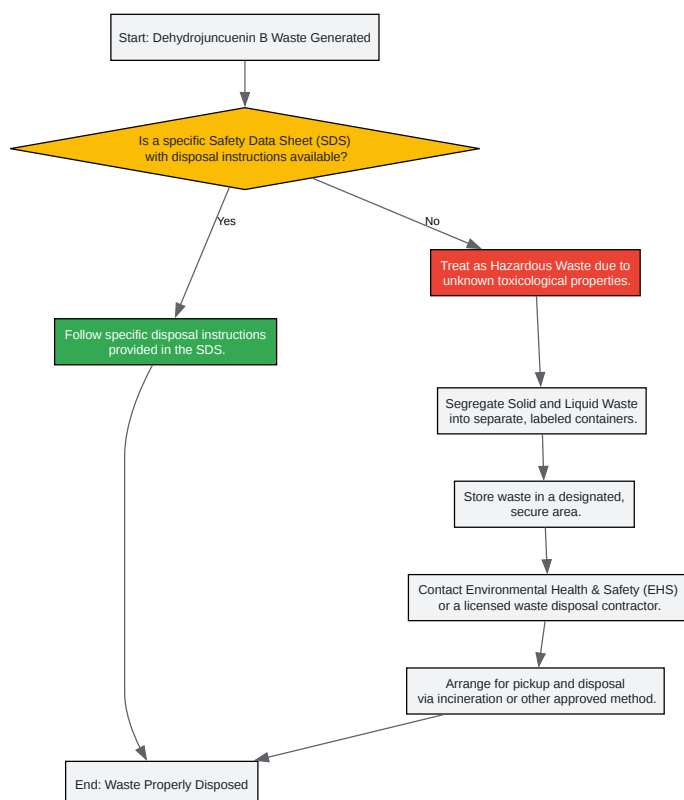 Start: Dehydrojuncuenin B Waste Generated
Is a specific Safety Data Sheet (SDS)
with disposal instructions available?
Yes
No
Treat as Hazardous Waste due to
unknown toxicological properties.
Follow specific disposal instructions
provided in the SDS.
Segregate Solid and Liquid Waste
into separate, labeled containers.
Store waste in a designated,
secure area.
Contact Environmental Health & Safety (EHS)
or a licensed waste disposal contractor.
Arrange for pickup and disposal
via incineration or other approved method.
End: Waste Properly Disposed